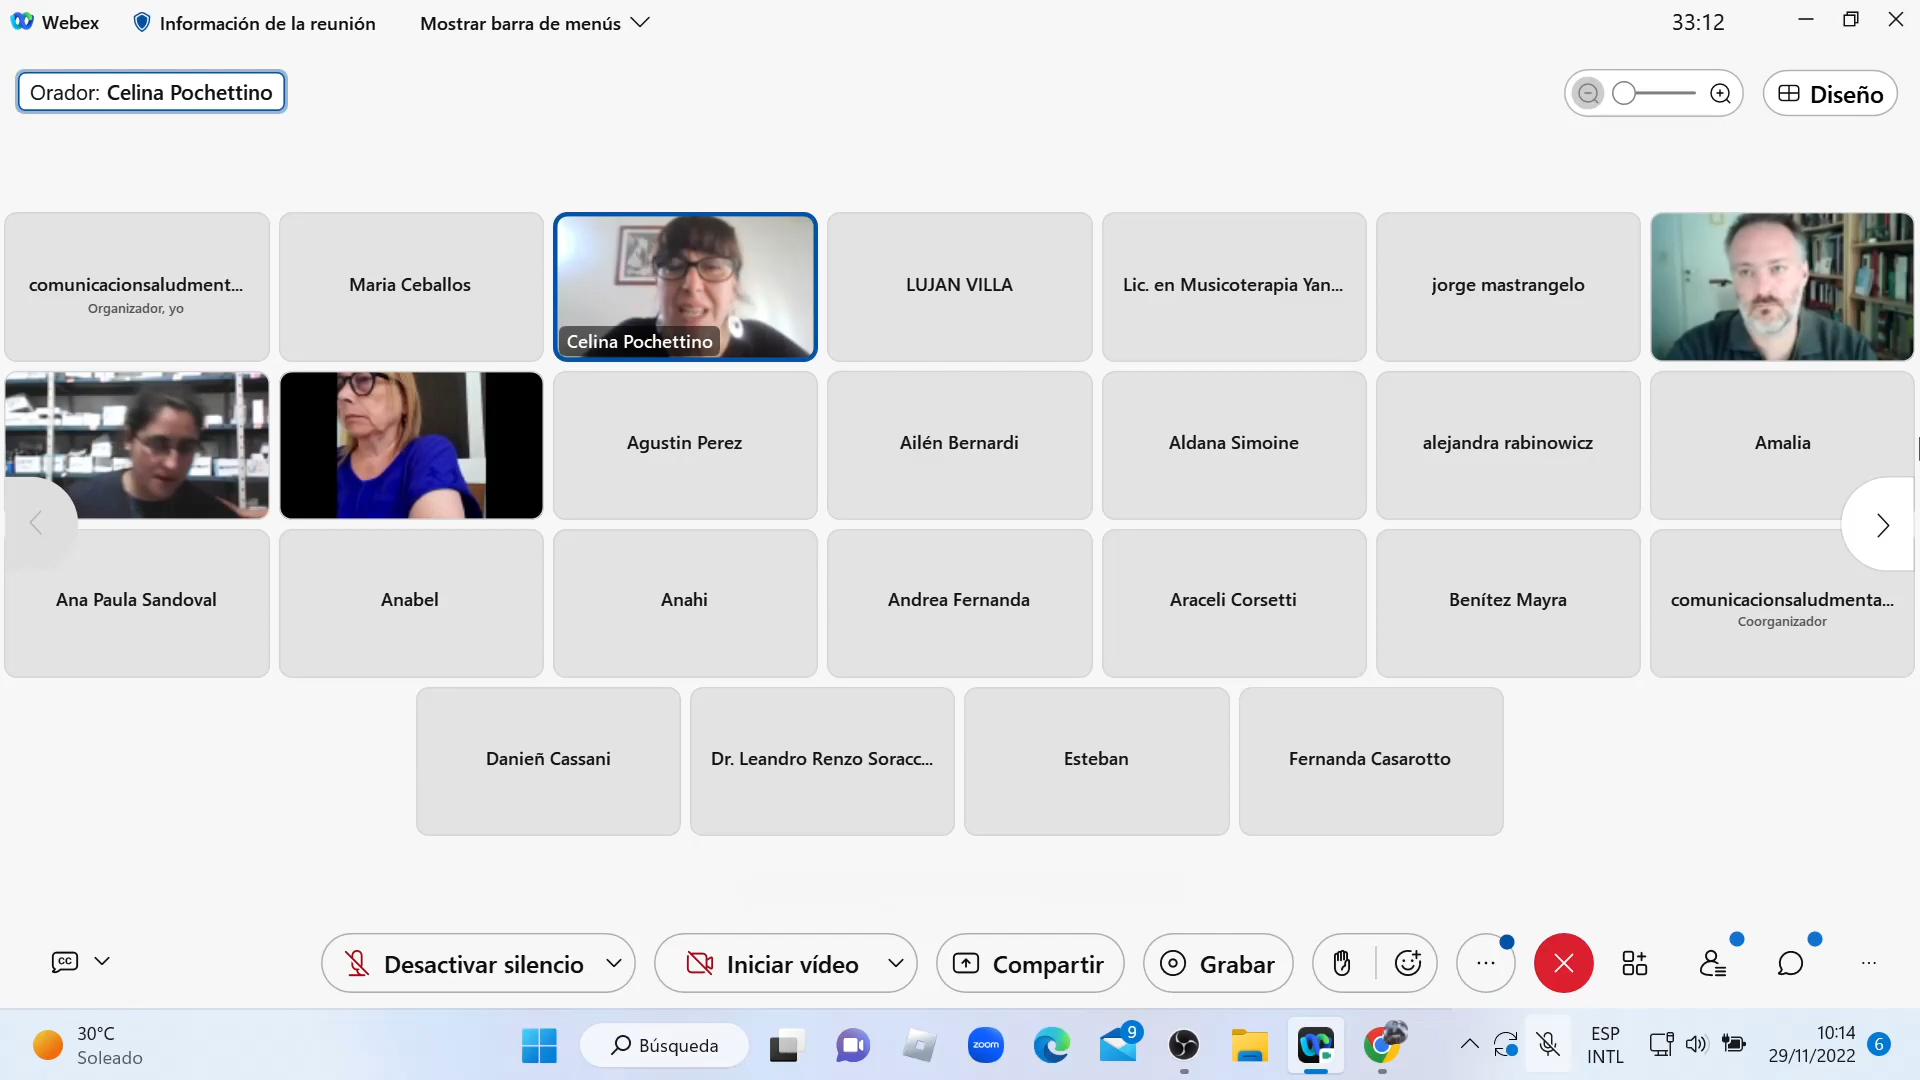 Webex
Información de la reunión
Mostrar barra de menús
33:12
Orador: Celina Pochettino
Diseño
comunicacionsaludment...
Organizador, yo
Maria Ceballos
Celina Pochettino
LUJAN VILLA
Lic. en Musicoterapia Yan...
jorge mastrangelo
Agustin Perez
Ailén Bernardi
Aldana Simoine
alejandra rabinowicz
Amalia
Ana Paula Sandoval
Anabel
Anahi
Andrea Fernanda
Araceli Corsetti
Benítez Mayra
comunicacionsaludmenta...
Coorganizador
Danieñ Cassani
Dr. Leandro Renzo Soracc...
Esteban
Fernanda Casarotto
CC
Desactivar silencio
Iniciar vídeo
Compartir
Grabar
30°C
Soleado
Búsqueda
zoom
9
ESP
INTL
10:14
29/11/2022
6